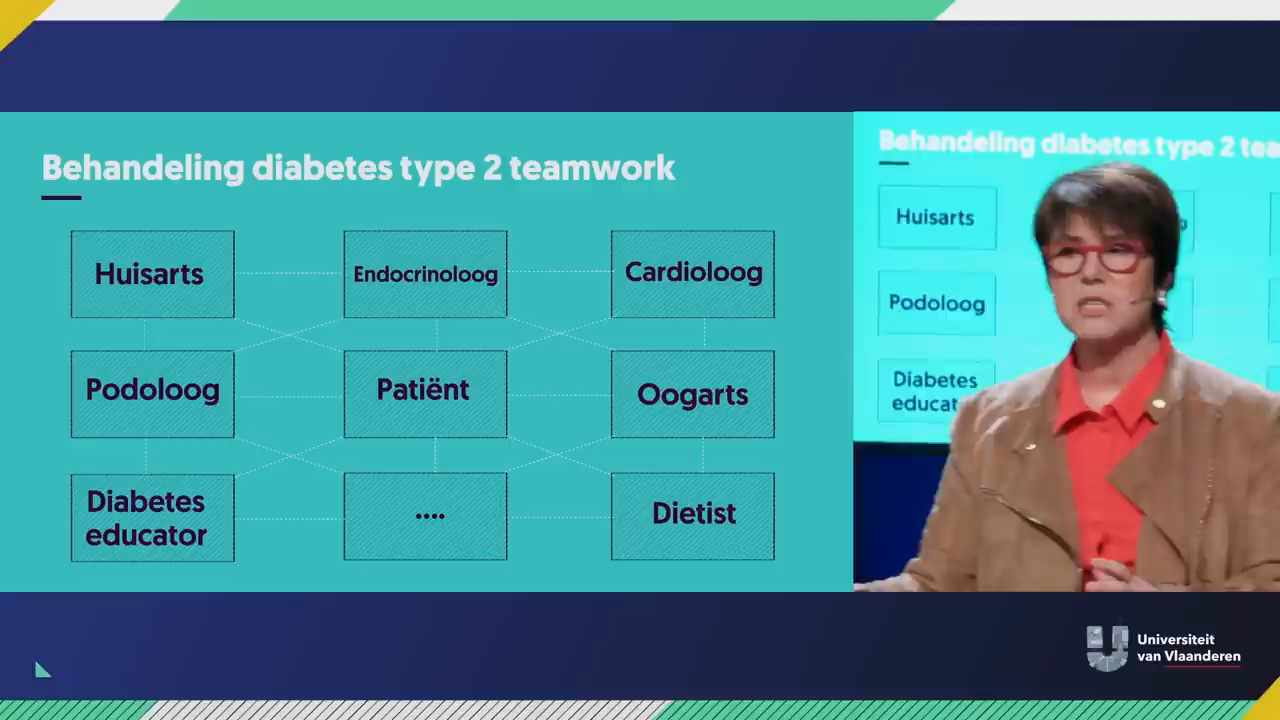 Behandeling diabetes type 2 teamwork
Huisarts
Endocrinoloog
Cardioloog
Podoloog
Patiënt
Oogarts
Diabetes
educator
....
Dietist
Behandeling diabetes type 2
Huisarts
Podoloog
Diabetes
Universiteit
van Vlaanderen